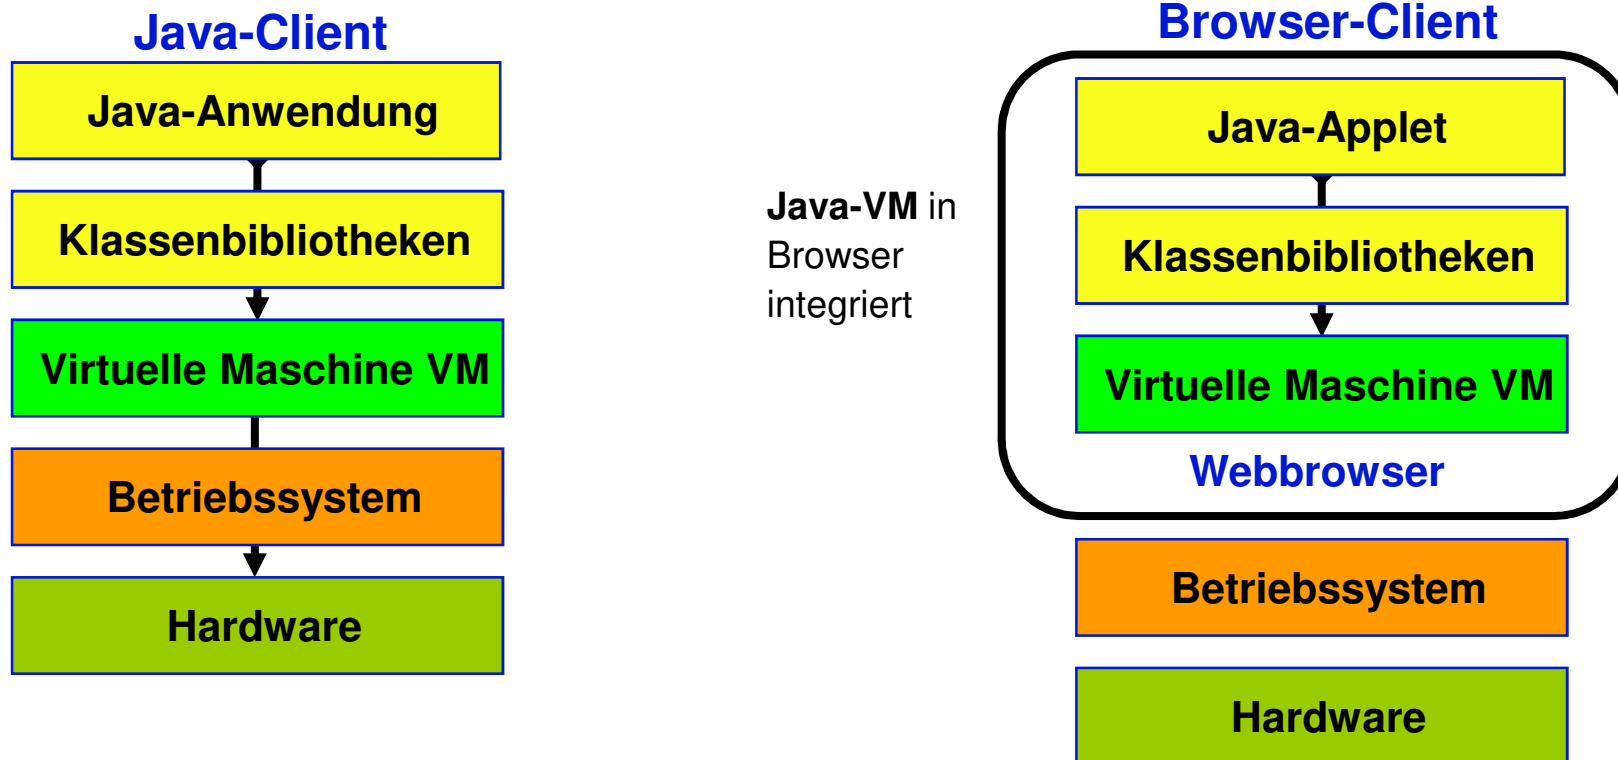 Java-Client
Java-Anwendung
Klassenbibliotheken
Virtuelle Maschine VM
Betriebssystem
Hardware
Java-VM in
Browser
integriert
Browser-Client
Java-Applet
Klassenbibliotheken
Virtuelle Maschine VM
Webbrowser
Betriebssystem
Hardware